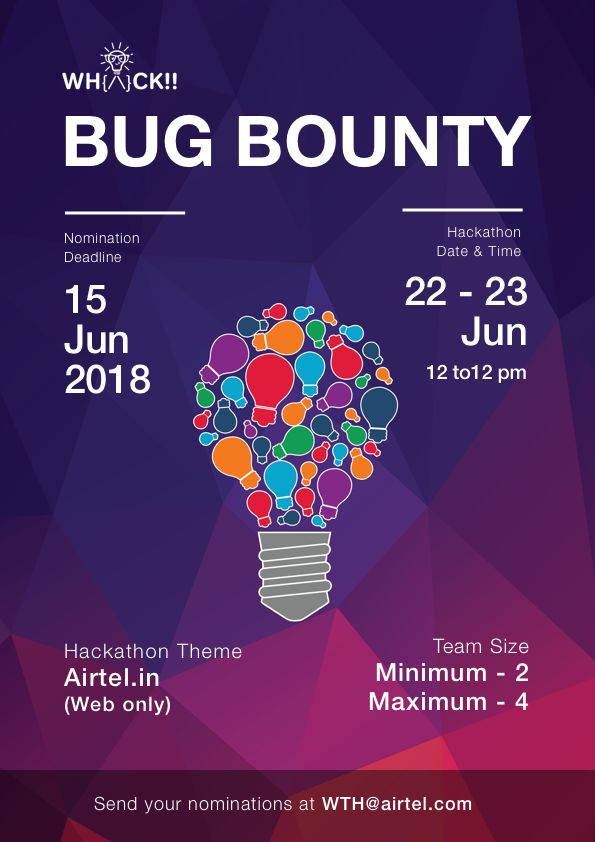 WH{A}CK!!
BUG BOUNTY
Nomination
Deadline
15
Jun
2018
Hackathon
Date & Time
22 - 23
Jun
12 to12 pm
Hackathon Theme
Airtel.in
(Web only)
Team Size
Minimum - 2
Maximum - 4
Send your nominations at WTH@airtel.com